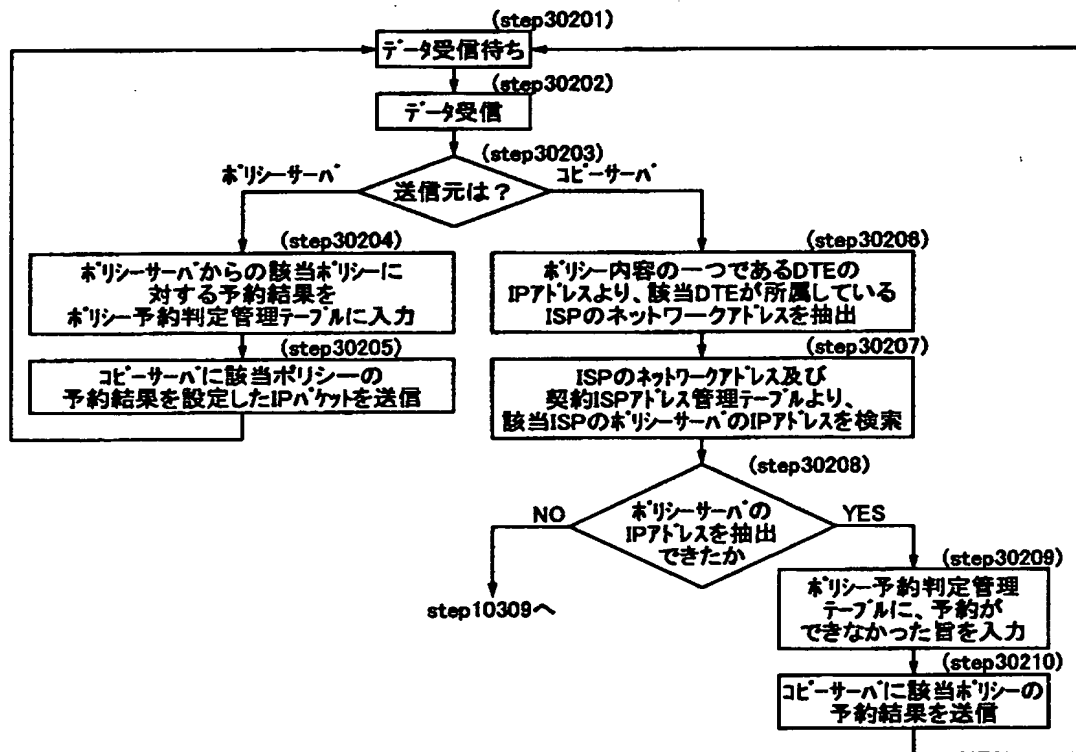 (step30201)
データ受信待ち
(step30202)
データ受信
(step30203)
ポリシーサーバ
コピーサーバ
送信元は？
(step30204)
ポリシーサーバからの該当ポリシーに
対する予約結果を
ポリシー予約判定管理テーブルに入力
(step30205)
コピーサーバに該当ポリシーの
予約結果を設定したIPパケットを送信
(step30206)
ポリシー内容の一つであるDTEの
IPアドレスより、該当DTEが所属している
ISPのネットワークアドレスを抽出
(step30207)
ISPのネットワークアドレス及び
契約ISPアドレス管理テーブルより、
該当ISPのポリシーサーバのIPアドレスを検索
(step30208)
NO
ポリシーサーバの
IPアドレスを抽出
できたか
YES
step10309へ
(step30209)
ポリシー予約判定管理
テーブルに、予約が
できなかった旨を入力
(step30210)
コピーサーバに該当ポリシーの
予約結果を送信